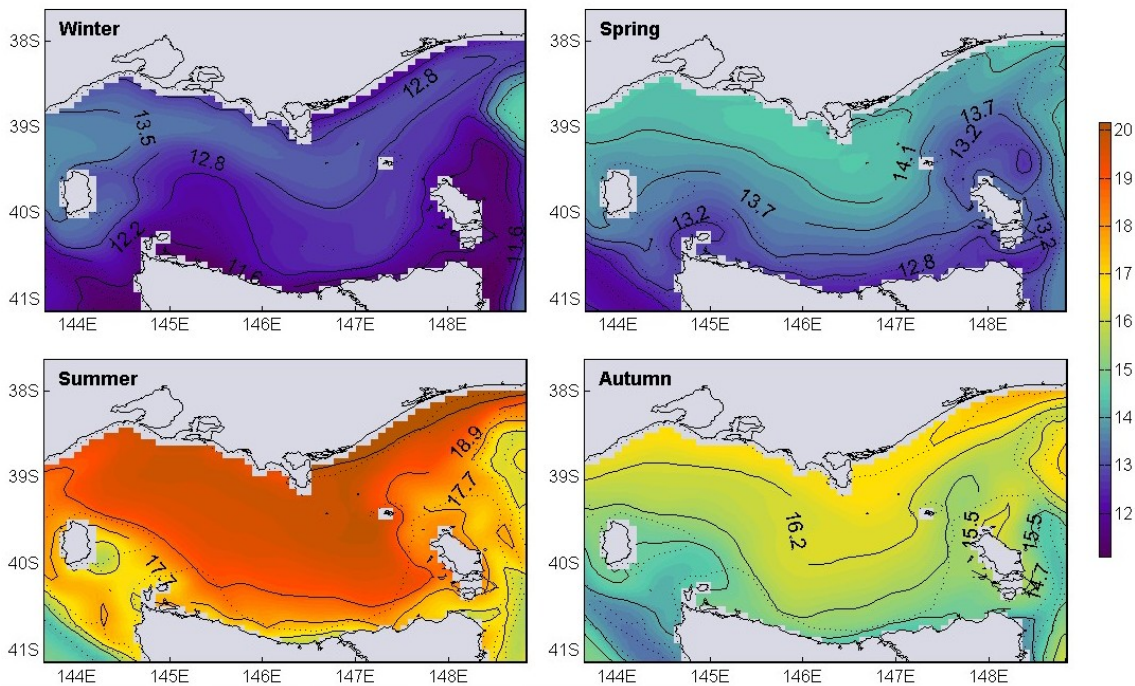 Winter
38S
39S
40S
41S
144E 145E 146E 147E 148E
13.5
12.8
12.8
12.2
11.6
11.6
Spring
38S
39S
40S
41S
144E 145E 146E 147E 148E
13.7
13.2
14.1
13.7
13.2
13.2
12.8
Summer
38S
39S
40S
41S
144E 145E 146E 147E 148E
18.9
17.7
17.7
Autumn
38S
39S
40S
41S
144E 145E 146E 147E 148E
16.2
15.5
15.5
14.7
20
19
18
17
16
15
14
13
12